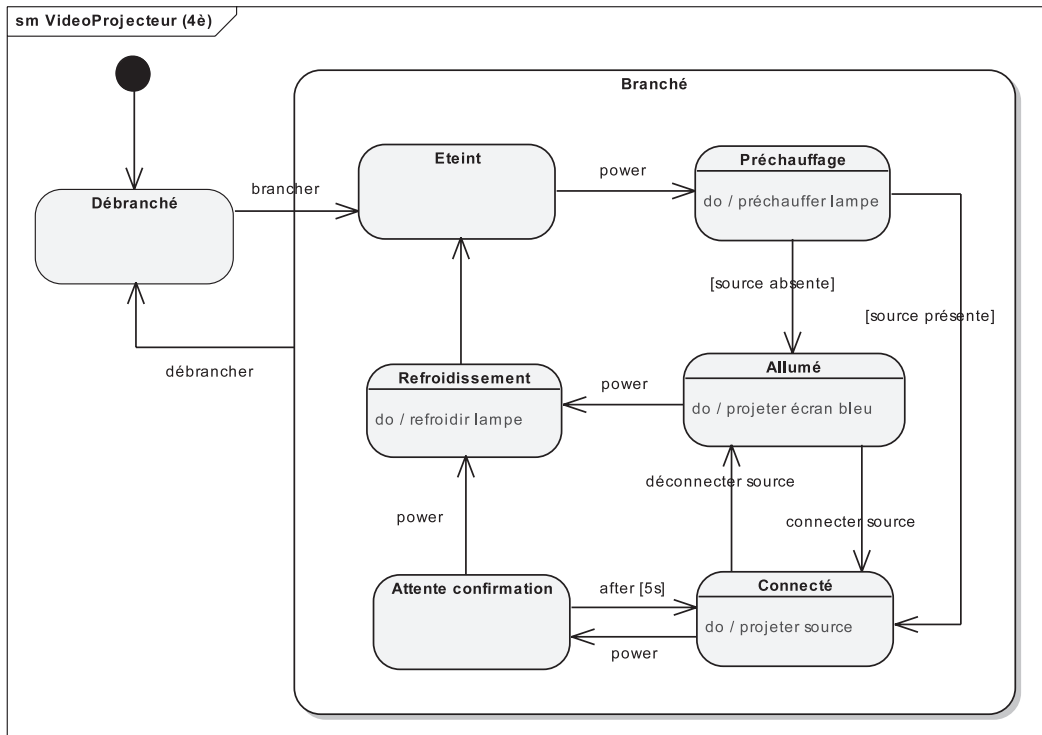 sm VideoProjecteur (4è)
Branché
Eteint
Préchauffage
power
brancher
Débranché
do / préchauffer lampe
[source absente]
[source présente]
débrancher
Refroidissement
power
Allumé
do / refroidir lampe
do / projeter écran bleu
déconnecter source
power
connecter source
Attente confirmation
after [5s]
Connecté
do / projeter source
power